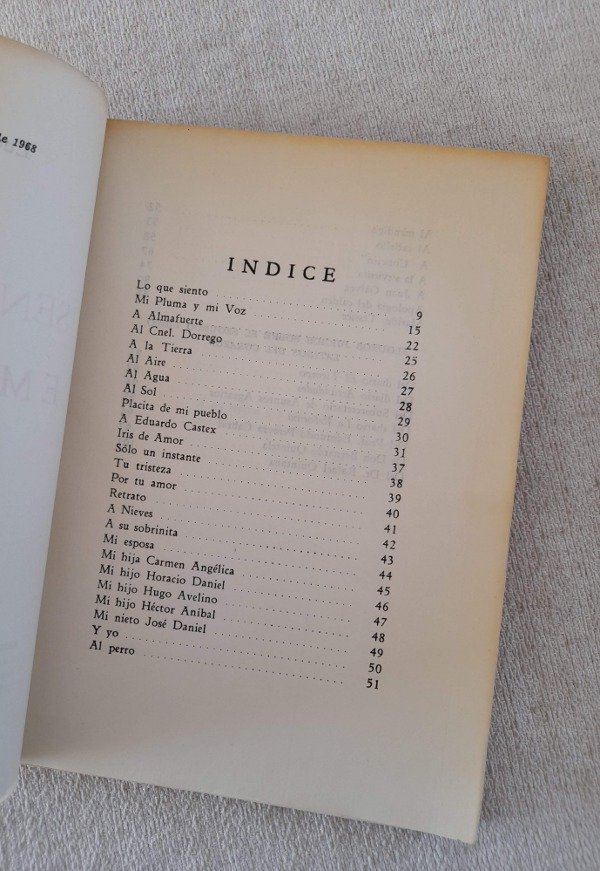 1968
INDICE
Lo que siento 9
Mi Pluma y mi Voz 15
A Almafuerte 22
Al Cnel. Dorrego 25
A la Tierra 26
Al Aire 27
Al Agua 28
Al Sol 29
Placita de mi pueblo 30
A Eduardo Castex 31
Iris de Amor 37
Sólo un instante 38
Tu tristeza 39
Por tu amor 40
Retrato 41
A Nieves 42
A su sobrinita 43
Mi esposa 44
Mi hija Carmen Angélica 45
Mi hijo Horacio Daniel 46
Mi hijo Hugo Avelino 47
Mi hijo Héctor Aníbal 48
Mi nieto José Daniel 49
Y yo 50
Al perro 51